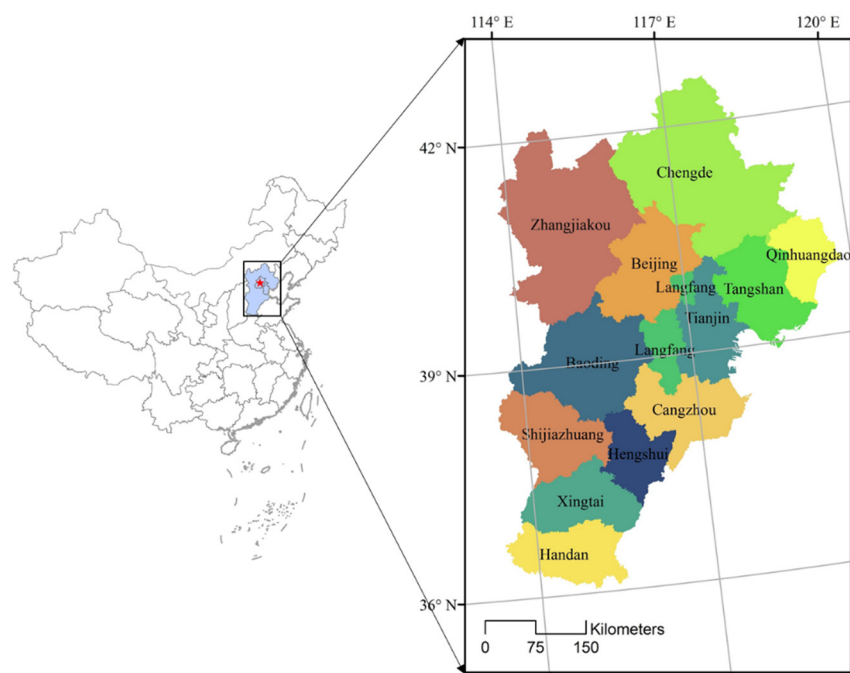 114° E 117° E 120° E
42° N
Chengde
Zhangjiakou
Qinhuangdao
Beijing
Langfang Tangshan
Tianjin
Langfang
Baoding
39° N
Cangzhou
Shijiazhuang
Hengshui
Xingtai
Handan
36° N
Kilometers
0 75 150